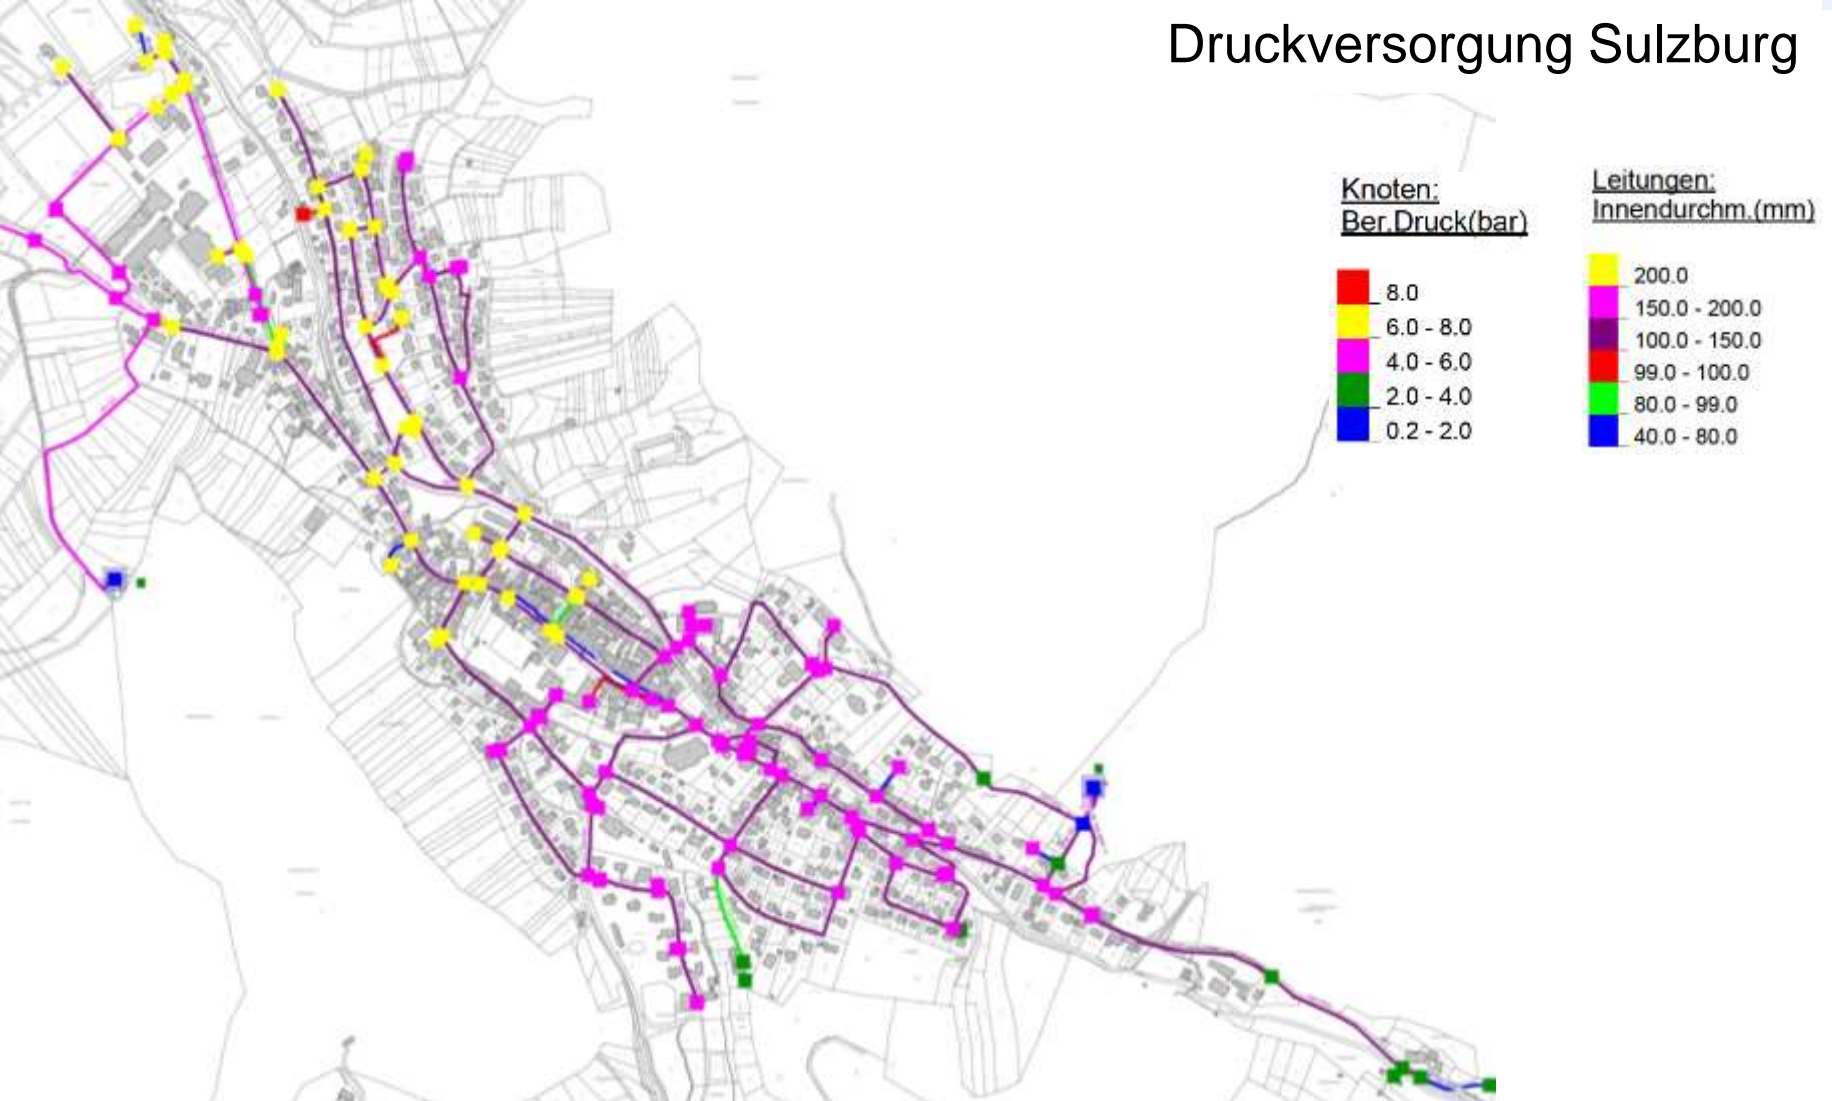 Druckversorgung Sulzburg
Knoten:
Ber.Druck(bar)
8.0
6.0 - 8.0
4.0 - 6.0
2.0 - 4.0
0.2 - 2.0
Leitungen:
Innendurchm.(mm)
200.0
150.0 - 200.0
100.0 - 150.0
99.0 - 100.0
80.0 - 99.0
40.0 - 80.0